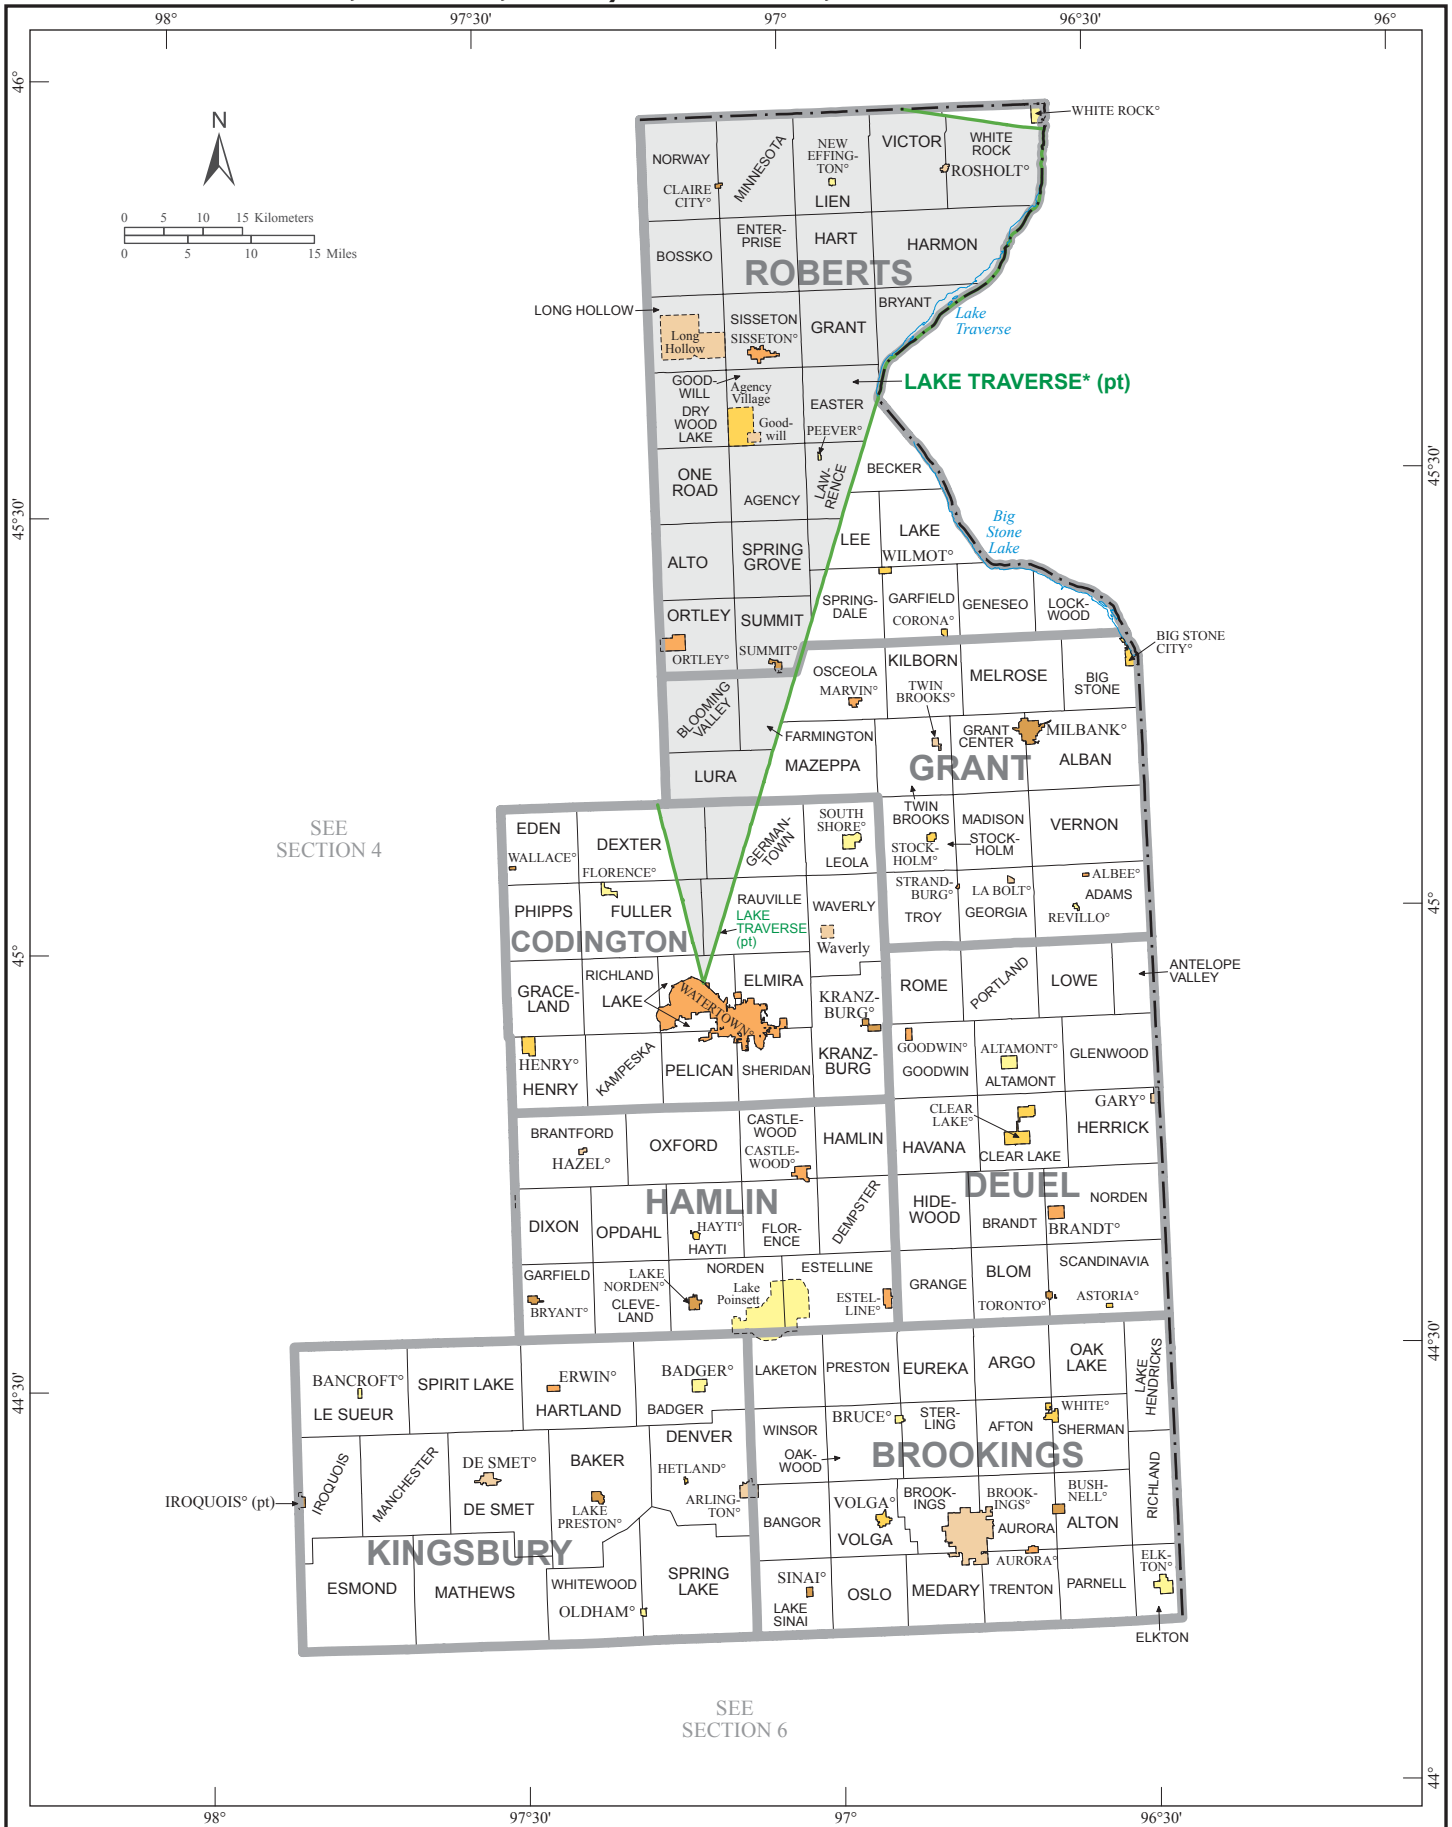 98°
97°30'
97°
96°30'
96°
46°
N
0 5 10 15 Kilometers
0 5 10 15 Miles
WHITE ROCK°
NORWAY
MINNESOTA
NEW
EFFING-
TON°
VICTOR
WHITE
ROCK
CLAIRE
CITY°
LIEN
ROSHOLT°
BOSSKO
ENTER-
PRISE
HART
HARMON
ROBERTS
LONG HOLLOW
BRYANT
Lake
Traverse
Long
Hollow
SISSETON
SISSETON°
GRANT
GOOD-
WILL
Agency
Village
LAKE TRAVERSE* (pt)
DRY
WOOD
LAKE
Good-
will
EASTER
PEEVER°
45°30'
ONE
ROAD
AGENCY
LAW-
RENCE
BECKER
45°30'
ALTO
SPRING
GROVE
LEE
LAKE
WILMOT°
Big
Stone
Lake
ORTLEY
SUMMIT
SPRING-
DALE
GARFIELD
CORONA°
GENESEO
LOCK-
WOOD
ORTLEY°
SUMMIT°
BIG STONE
CITY°
OSCEOLA
MARVIN°
KILBORN
TWIN
BROOKS°
MELROSE
BIG
STONE
BLOOMING
VALLEY
FARMINGTON
GRANT
CENTER
MILBANK°
LURA
MAZEPPA
GRANT
ALBAN
SEE
SECTION 4
EDEN
WALLACE°
DEXTER
FLORENCE°
GERMAN-
TOWN
SOUTH
SHORE°
LEOLA
TWIN
BROOKS
STOCK-
HOLM°
MADISON
STOCK-
HOLM
VERNON
PHIPPS
FULLER
RAUVILLE
WAVERLY
STRAND-
BURG°
LA BOLT°
ALBEE°
ADAMS
TROY
GEORGIA
REVILLO°
45°
CODINGTON
LAKE
TRAVERSE
(pt)
Waverly
45°
GRACE-
LAND
RICHLAND
LAKE
WATERTOWN°
ELMIRA
KRANZ-
BURG°
ROME
PORTLAND
LOWE
ANTELOPE
VALLEY
HENRY°
HENRY
KAMPESKA
PELICAN
SHERIDAN
KRANZ-
BURG
GOODWIN°
GOODWIN
ALTAMONT°
ALTAMONT
GLENWOOD
BRANTFORD
HAZEL°
OXFORD
CASTLE-
WOOD
CASTLE-
WOOD°
HAMLIN
HAVANA
CLEAR
LAKE°
CLEAR LAKE
GARY°
HERRICK
HAMLIN
DEUEL
DIXON
OPDAHL
HAYTI°
HAYTI
FLOR-
ENCE
DEMPSTER
HIDE-
WOOD
BRANDT
NORDEN
BRANDT°
GARFIELD
BRYANT°
LAKE
NORDEN°
CLEVE-
LAND
NORDEN
Lake
Poinsett
ESTELLINE
ESTEL-
LINE°
GRANGE
BLOM
TORONTO°
SCANDINAVIA
ASTORIA°
44°30'
44°30'
BANCROFT°
LE SUEUR
SPIRIT LAKE
ERWIN°
HARTLAND
BADGER°
BADGER
LAKETON
PRESTON
EUREKA
ARGO
OAK
LAKE
LAKE
HENDRICKS
IROQUOIS
MANCHESTER
DE SMET°
DE SMET
BAKER
LAKE
PRESTON°
DENVER
HETLAND°
ARLING-
TON°
WINSOR
OAK-
WOOD
BRUCE°
STER-
LING
AFTON
WHITE°
SHERMAN
BROOKINGS
IROQUOIS° (pt)
BANGOR
VOLGA°
VOLGA
BROOK-
INGS
BROOK-
INGS°
AURORA
AURORA°
BUSH-
NELL°
ALTON
RICHLAND
KINGSBURY
ESMOND
MATHEWS
WHITEWOOD
OLDHAM°
SPRING
LAKE
SINAI°
LAKE
SINAI
OSLO
MEDARY
TRENTON
PARNELL
ELK-
TON°
ELKTON
SEE
SECTION 6
44°
98°
97°30'
97°
96°30'